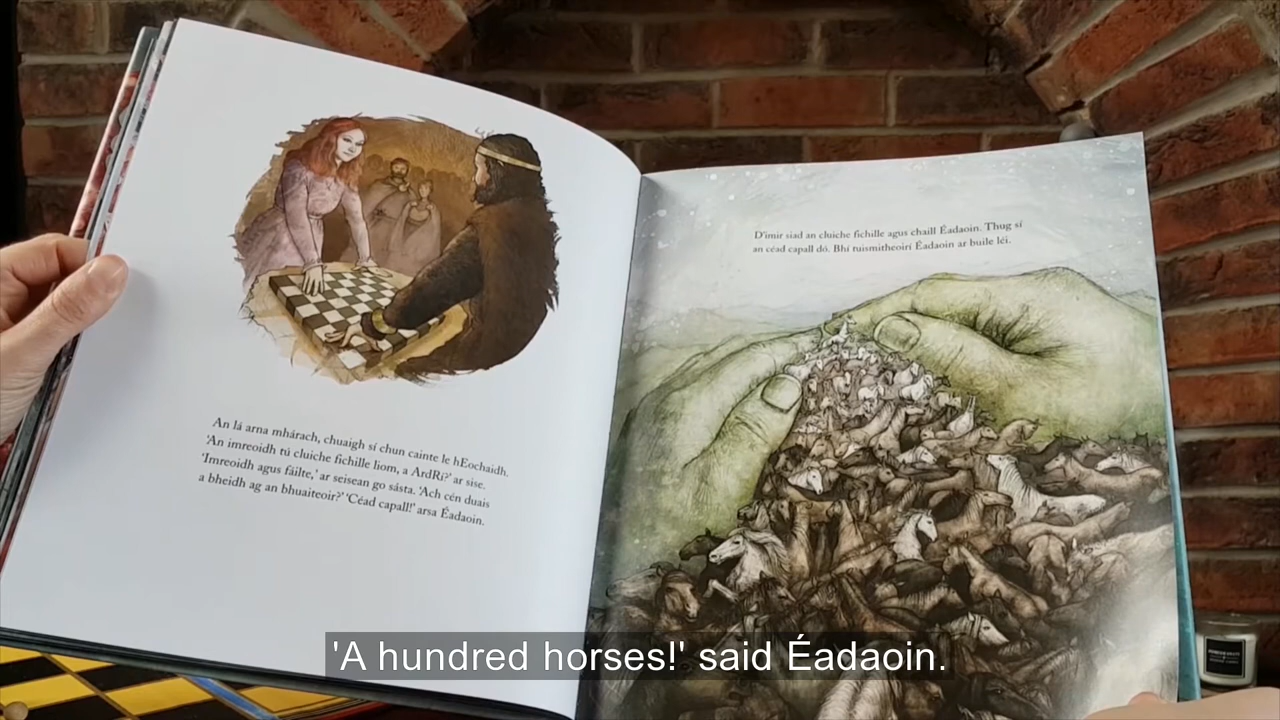 An lá arna mhárach, chuaigh sí chun cainte le hEochaidh.
'An imreoidh tú cluiche fichille liom, a ArdRí?' ar sise.
'Imreoidh agus fáilte,' ar seisean go sásta. 'Ach cén duais
a bheidh ag an bhuaiteoir?' 'Céad capall!' arsa Éadaoin.
D'imir siad an cluiche fichille agus chaill Éadaoin. Thug sí
an céad capall dó. Bhí tuismitheoirí Éadaoin ar buile léi.
'A hundred horses!' said Éadaoin.